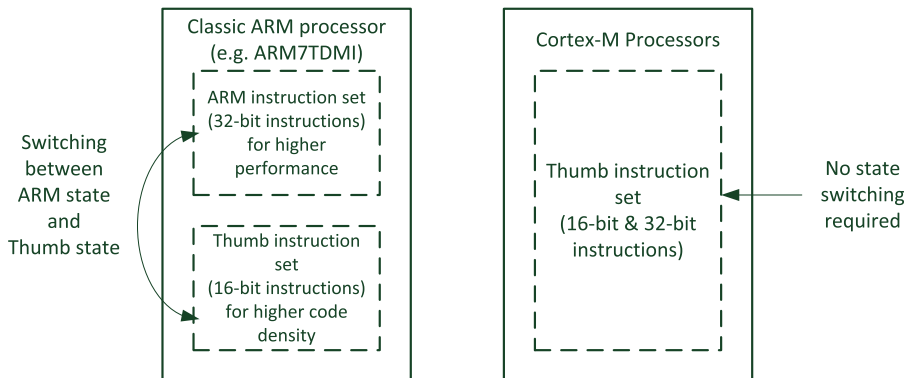 Classic ARM processor
(e.g. ARM7TDMI)
ARM instruction set
(32-bit instructions)
for higher
performance
Switching
between
ARM state
and
Thumb state
Thumb instruction
set
(16-bit instructions)
for higher code
density
Cortex-M Processors
Thumb instruction
set
(16-bit & 32-bit
instructions)
No state
switching
required